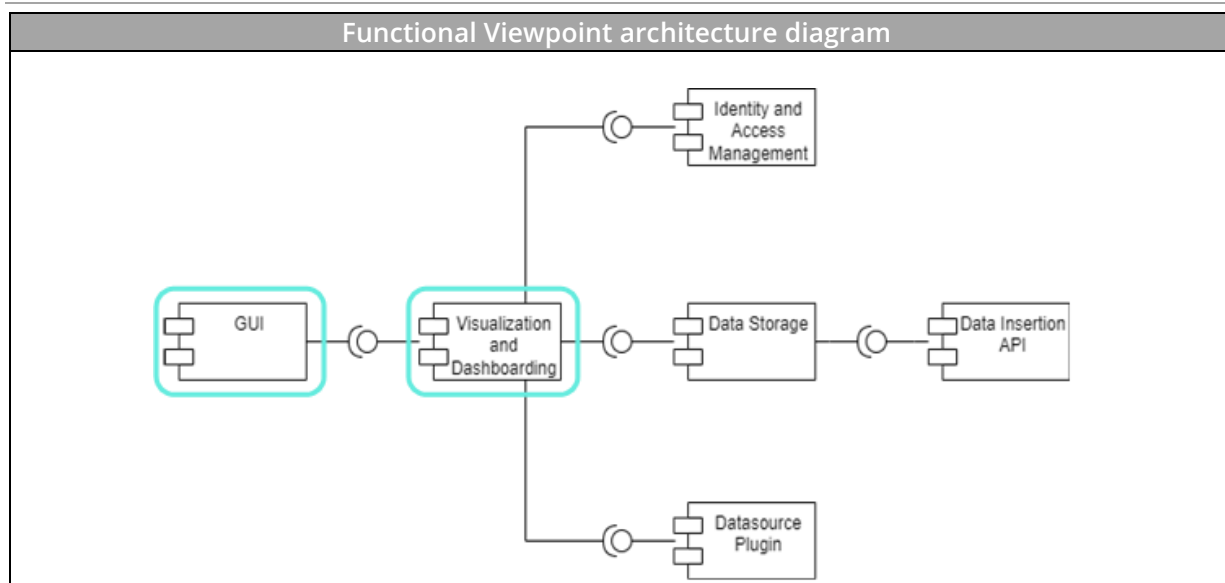 Functional Viewpoint architecture diagram
Identity and
Access
Management
GUI
Visualization
and
Dashboarding
Data Storage
Data Insertion
API
Datasource
Plugin